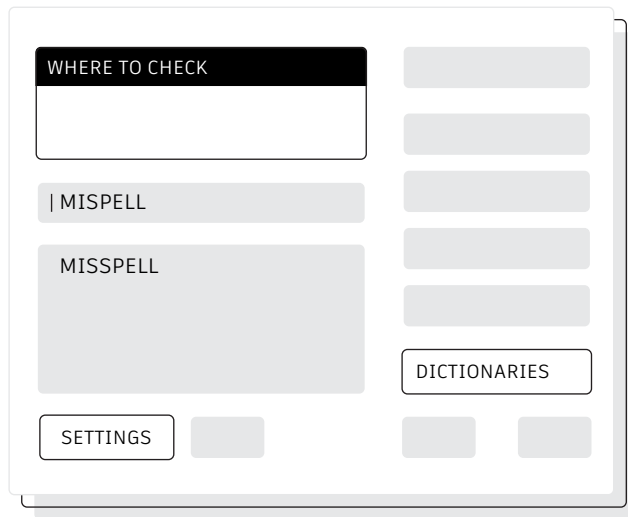 WHERE TO CHECK
MISPELL
MISSPELL
DICTIONARIES
SETTINGS